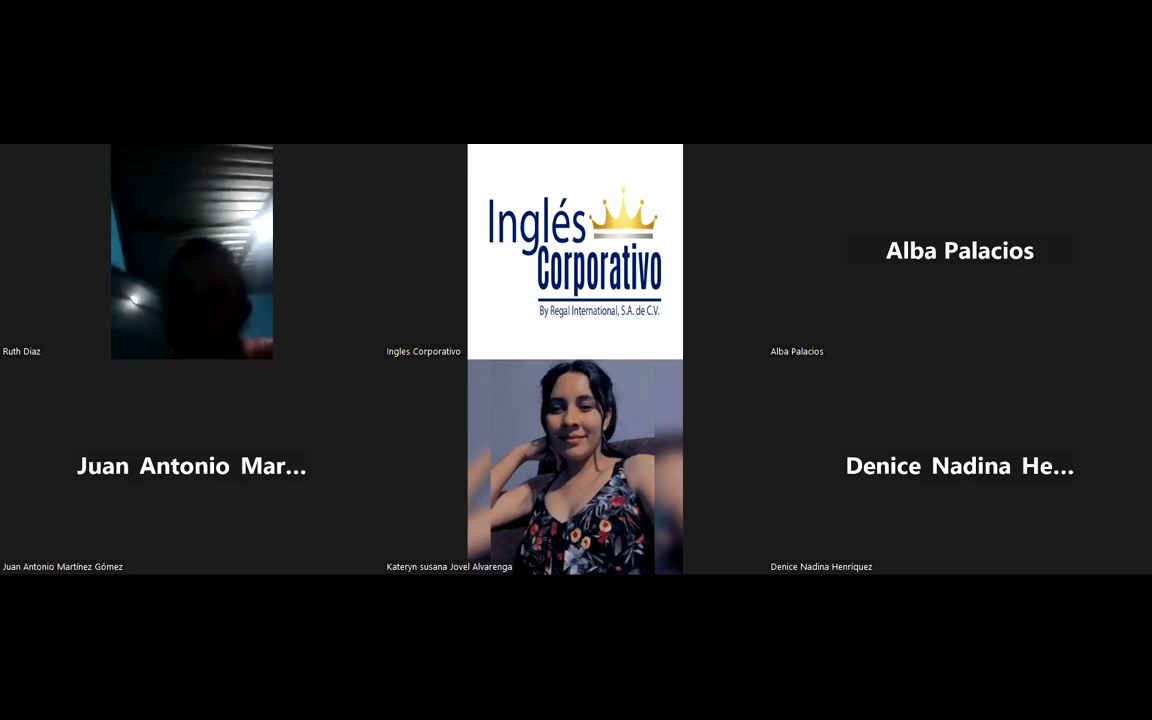 Inglés
Corporativo
By Regal International, S.A. de C.V.
Alba Palacios
Ruth Diaz
Ingles Corporativo
Alba Palacios
Juan Antonio Mar...
Denice Nadina He...
Juan Antonio Martínez Gómez
Kateryn susana Jovel Alvarenga
Denice Nadina Henriquez